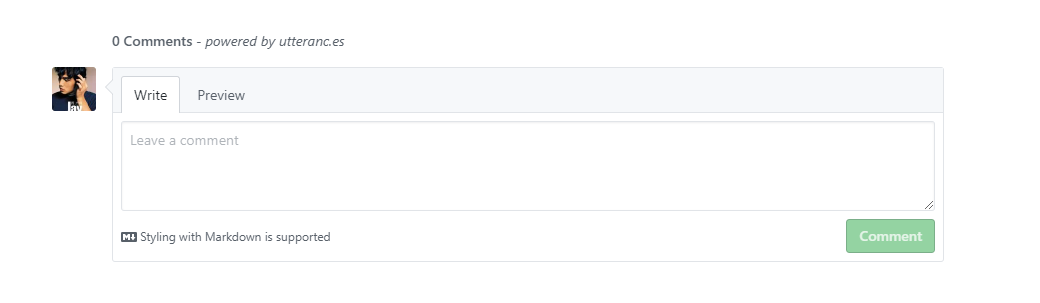 0 Comments - powered by utteranc.es
Write Preview
Leave a comment
Jay
M Styling with Markdown is supported
Comment